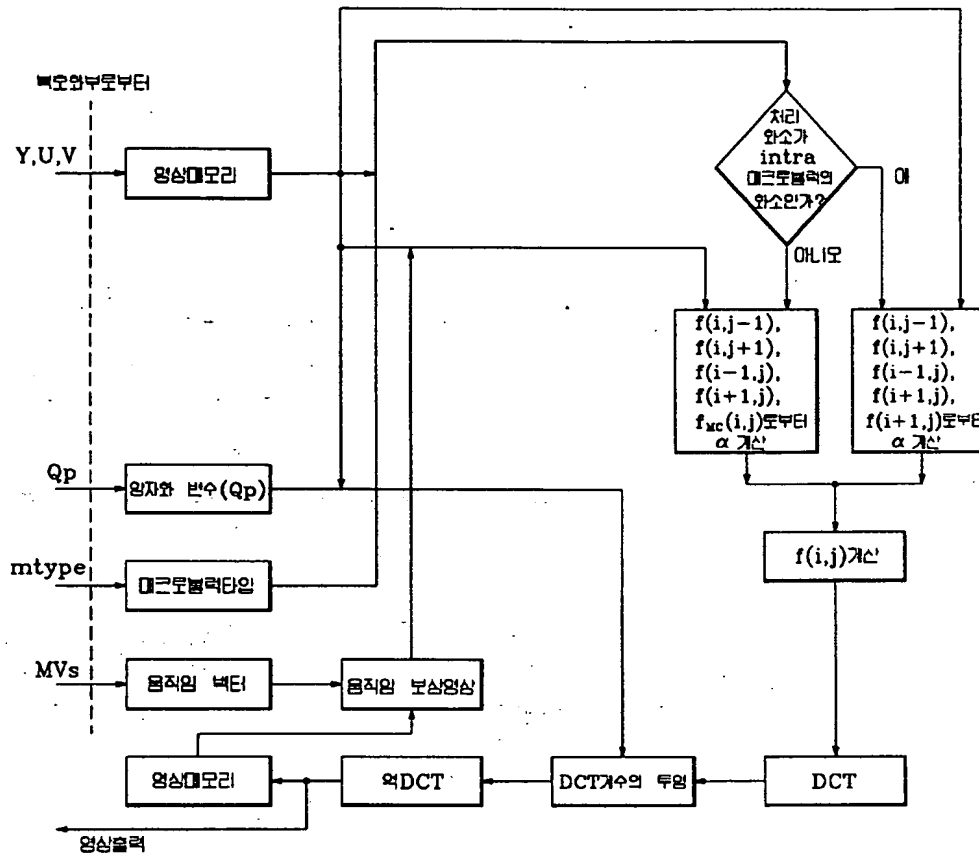 복호화부로부터
Y,U,V
영상메모리
처리
화소가
intra
매크로블럭의
화소인가?
예
아니오
f(i,j-1),
f(i,j+1),
f(i-1,j),
f(i+1,j),
fMC(i,j)로부터
α 계산
f(i,j-1),
f(i,j+1),
f(i-1,j),
f(i+1,j),
f(i+1,j)로부터
α 계산
Qp
양자화 변수(Qp)
f(i,j)계산
mtype
매크로블럭타입
MVs
움직임 벡터
움직임 보상영상
영상메모리
역DCT
DCT계수의 투영
DCT
영상출력